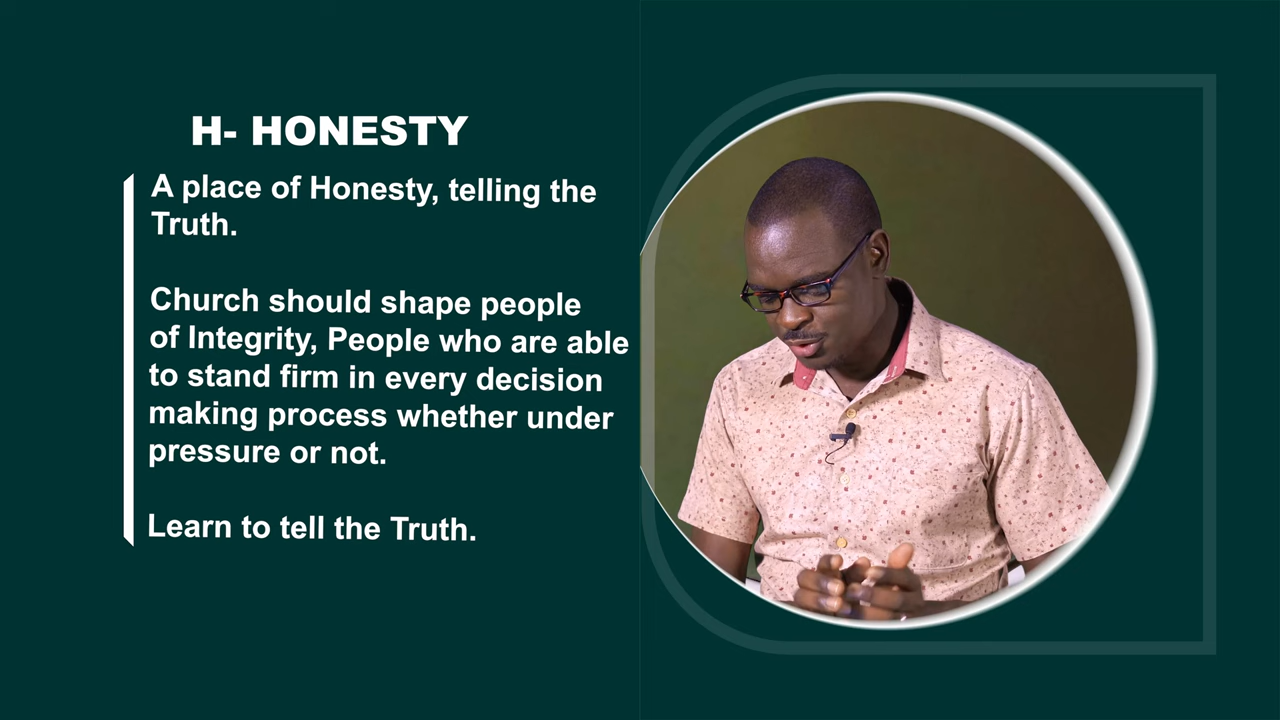 H- HONESTY
A place of Honesty, telling the
Truth.
Church should shape people
of Integrity, People who are able
to stand firm in every decision
making process whether under
pressure or not.
Learn to tell the Truth.